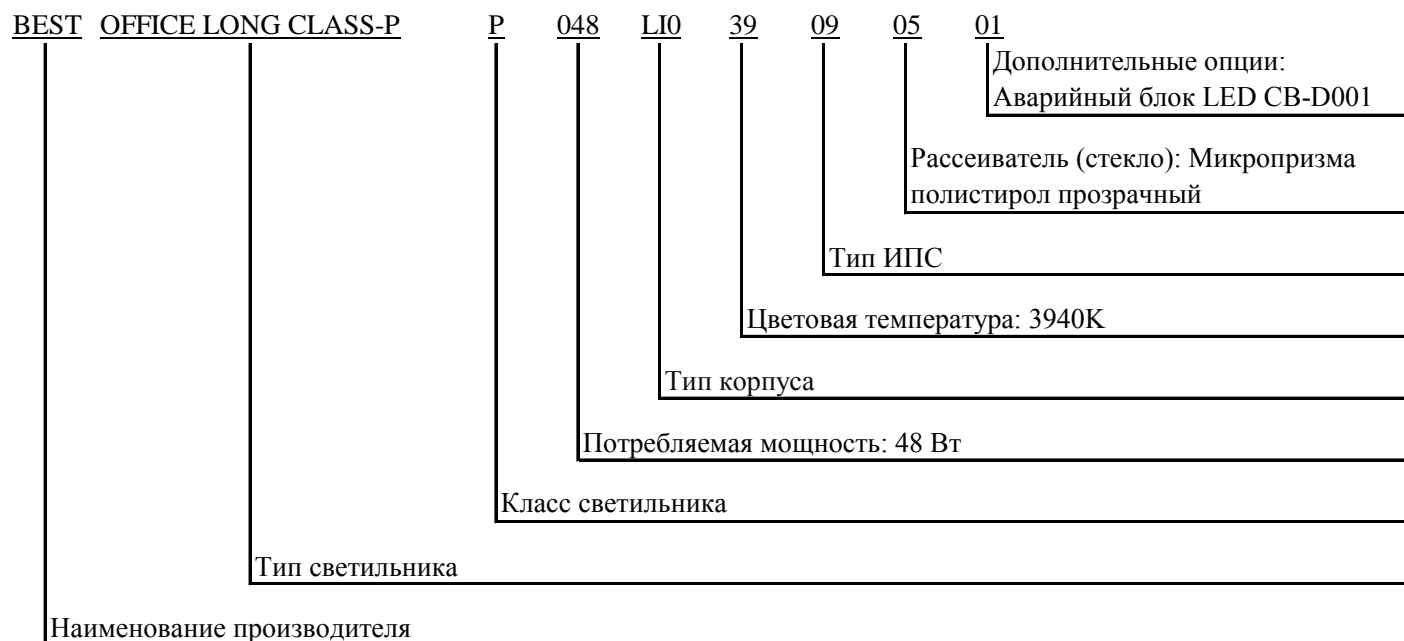 BEST OFFICE LONG CLASS-P P 048 LI0 39 09 05 01
Дополнительные опции:
Аварийный блок LED CB-D001
Рассеиватель (стекло): Микропризма
полистирол прозрачный
Тип ИПС
Цветовая температура: 3940К
Тип корпуса
Потребляемая мощность: 48 Вт
Класс светильника
Тип светильника
Наименование производителя